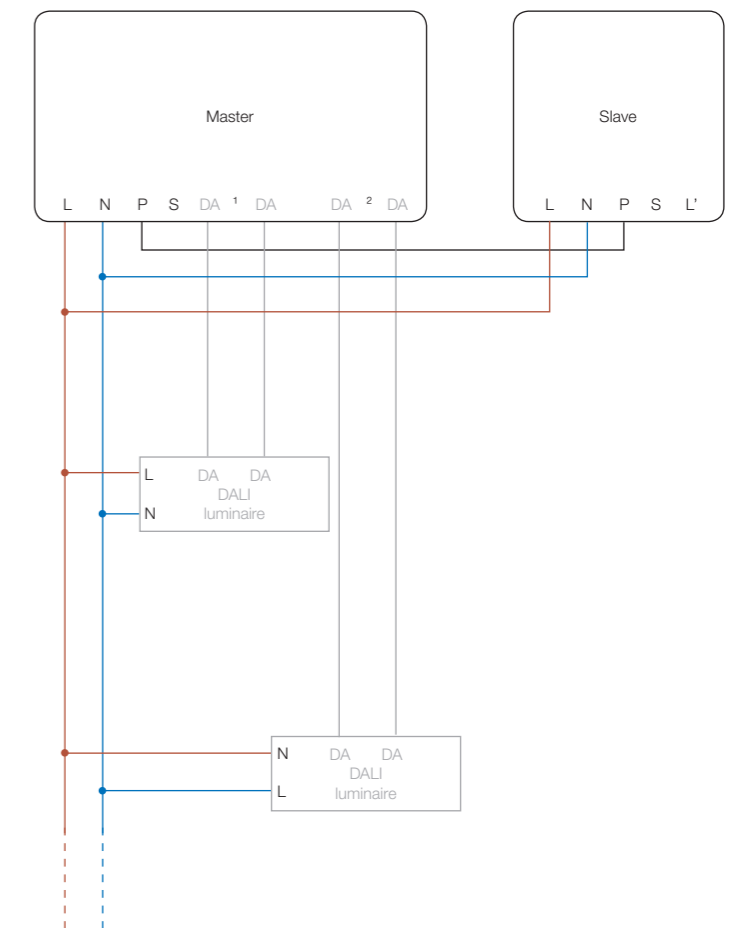 Master
Slave
L N P S DA ¹ DA DA ² DA
L N P S L’
L DA DA
DALI
N luminaire
N DA DA
DALI
L luminaire